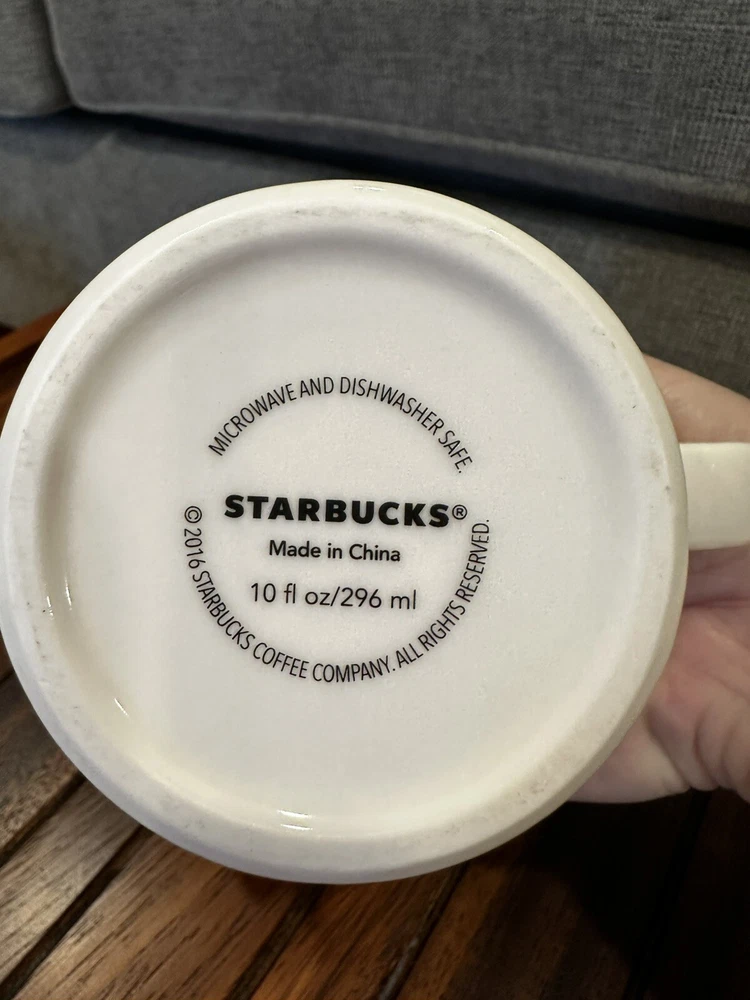 MICROWAVE AND DISHWASHER SAFE.
STARBUCKS®
Made in China
10 fl oz/296 ml
© 2016 STARBUCKS COFFEE COMPANY. ALL RIGHTS RESERVED.